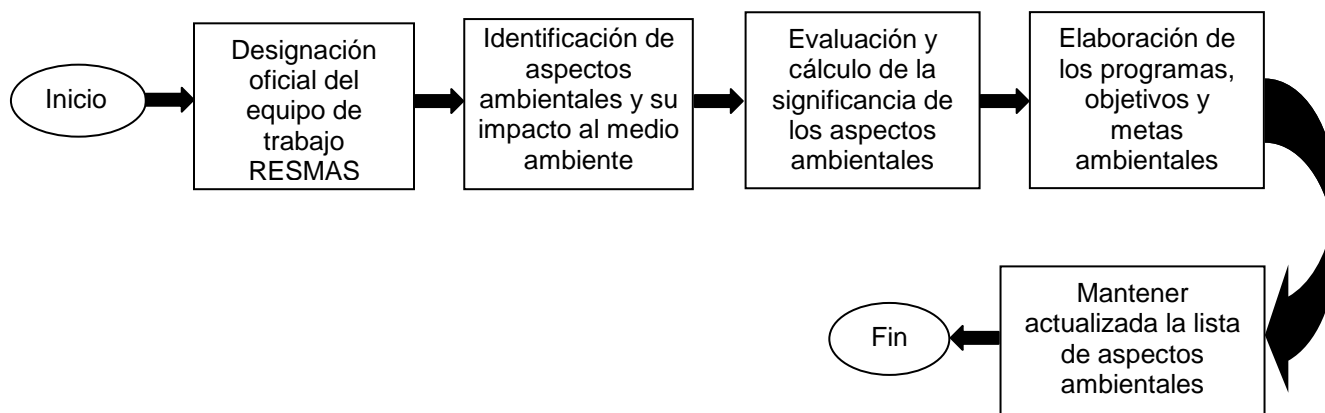 Inicio
Designación
oficial del
equipo de
trabajo
RESMAS
Identificación de
aspectos
ambientales y su
impacto al medio
ambiente
Evaluación y
cálculo de la
significancia de
los aspectos
ambientales
Elaboración de
los programas,
objetivos y
metas
ambientales
Mantener
actualizada la lista
de aspectos
ambientales
Fin